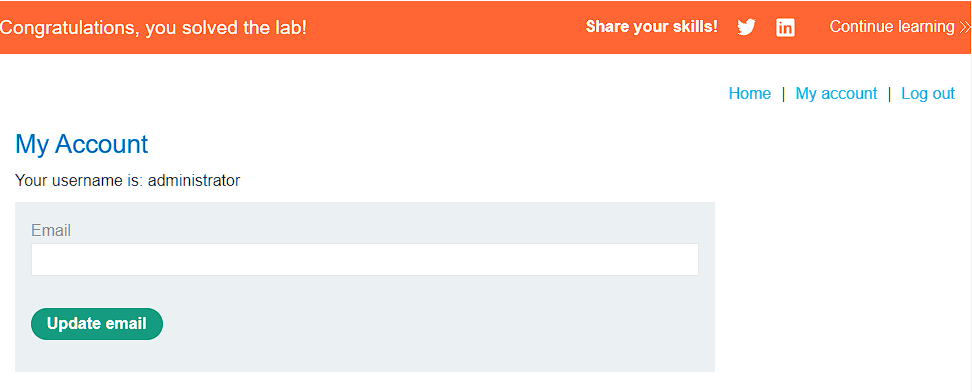 Congratulations, you solved the lab!
Share your skills!
Continue learning
Home | My account | Log out
My Account
Your username is: administrator
Email
Update email